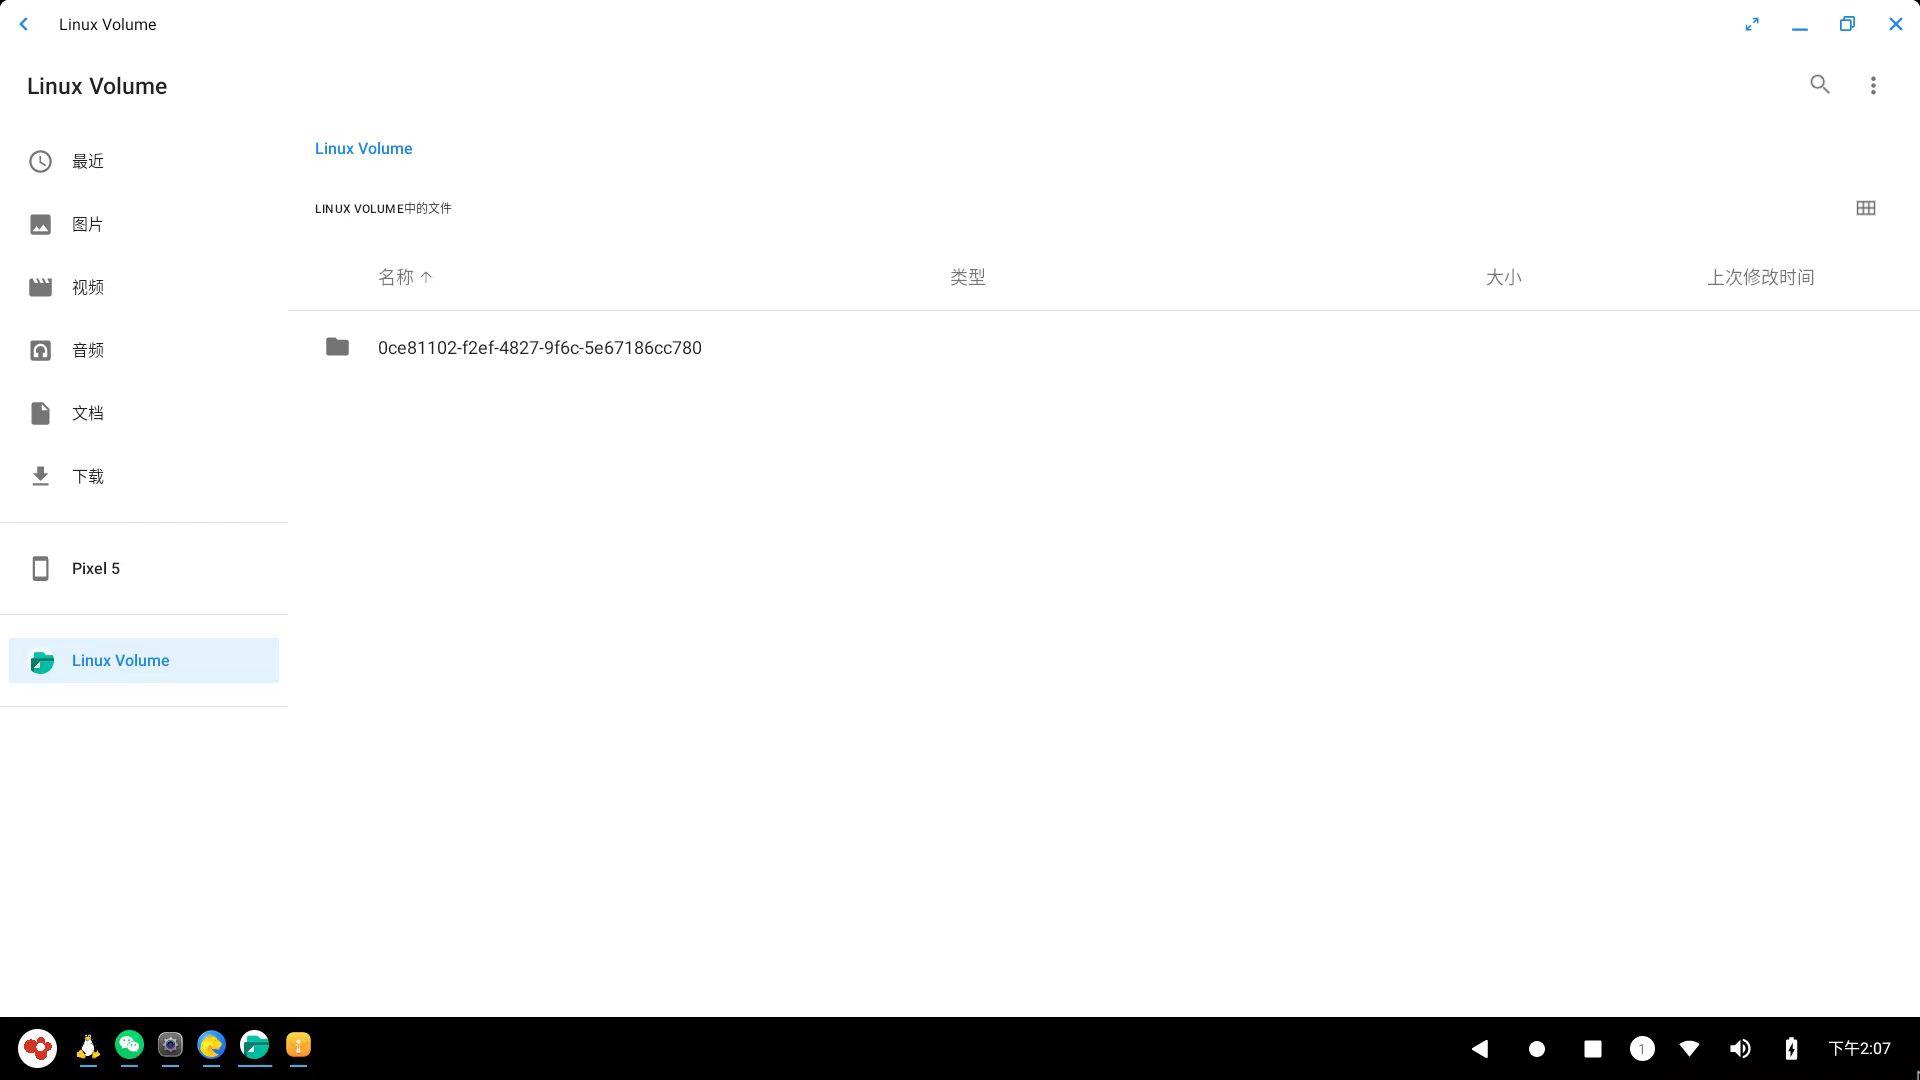 Linux Volume
Linux Volume
最近
图片
视频
音频
文档
下载
Pixel 5
Linux Volume
Linux Volume
LINUX VOLUME中的文件
名称 类型 大小 上次修改时间
0ce81102-f2ef-4827-9f6c-5e67186cc780
1
下午2:07